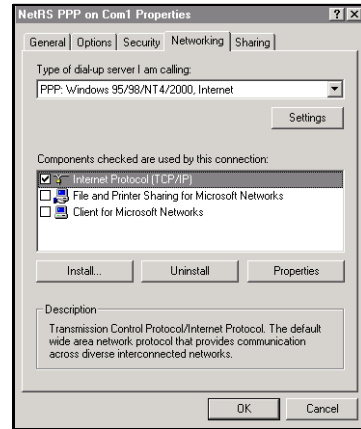 NetRS PPP on Com1 Properties
General Options Security Networking Sharing
Type of dial-up server I am calling:
PPP: Windows 95/98/NT4/2000, Internet
Settings
Components checked are used by this connection:
Internet Protocol (TCP/IP)
File and Printer Sharing for Microsoft Networks
Client for Microsoft Networks
Install... Uninstall Properties
Description
Transmission Control Protocol/Internet Protocol. The default
wide area network protocol that provides communication
across diverse interconnected networks.
OK Cancel